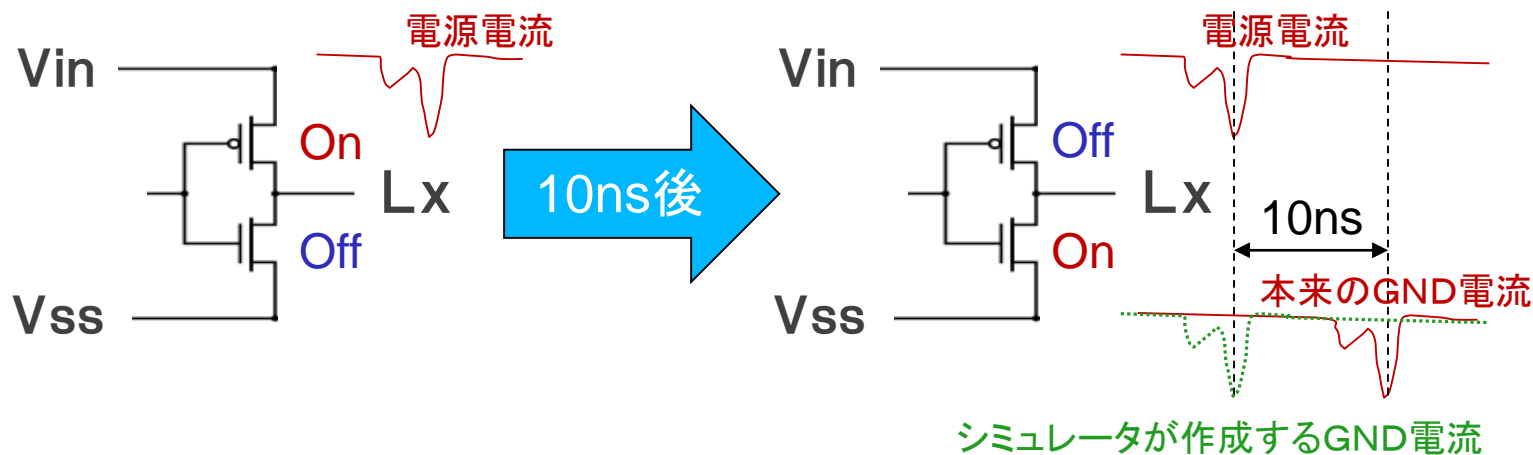 電源電流
Vin
On
Lx
Off
Vss
10ns後
電源電流
Vin
Off
Lx
10ns
On
本来のGND電流
Vss
シミュレータが作成するGND電流